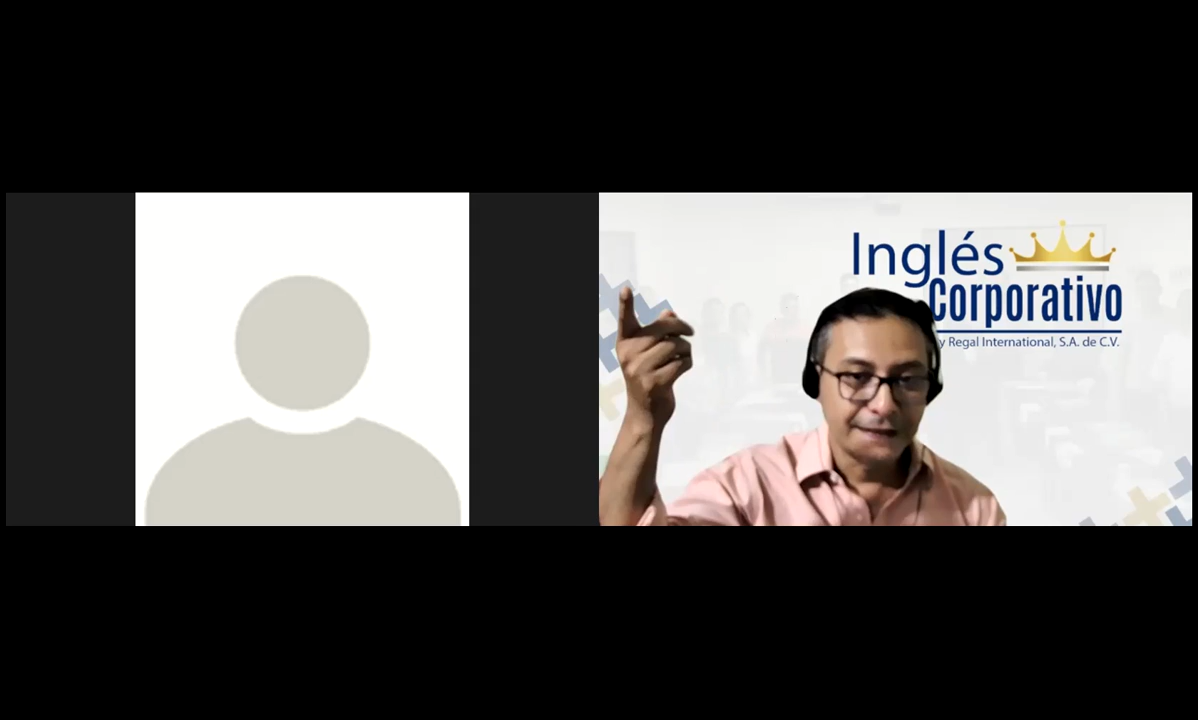 Inglés
Corporativo
y Regal International, S.A. de C.V.